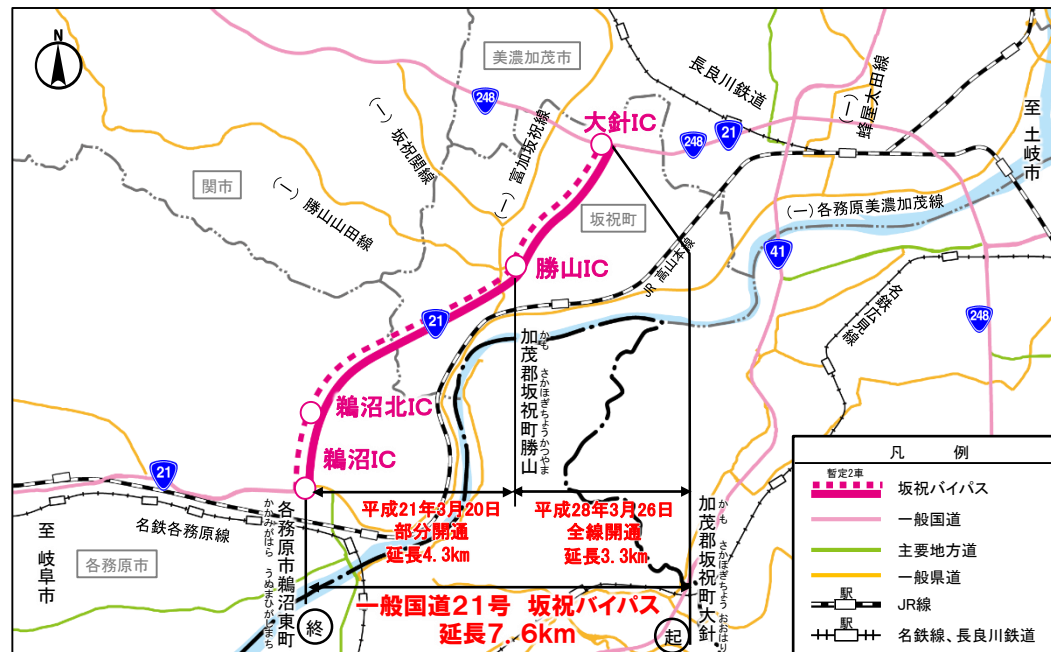 N
美濃加茂市
長良川鉄道
(一)蜂屋太田線
至 土岐市
248
大針IC
248
21
(一)坂祝関線
(一)富加坂祝線
関市
(一)勝山山田線
坂祝町
(一)各務原美濃加茂線
JR 高山本線
41
勝山IC
21
248
名鉄広見線
加茂郡坂祝町勝山
かも さかほぎちょうかつやま
鵜沼北IC
鵜沼IC
21
名鉄各務原線
至 岐阜市
各務原市
各務原市鵜沼東町
かかみがはら うぬまひがしまち
平成21年3月20日
部分開通
延長4.3km
平成28年3月26日
全線開通
延長3.3km
加茂郡坂祝町大針
かも さかほぎちょう おおはり
一般国道21号 坂祝バイパス
延長7.6km
終
起
凡 例
暫定2車
坂祝バイパス
一般国道
主要地方道
一般県道
駅
JR線
駅
名鉄線、長良川鉄道